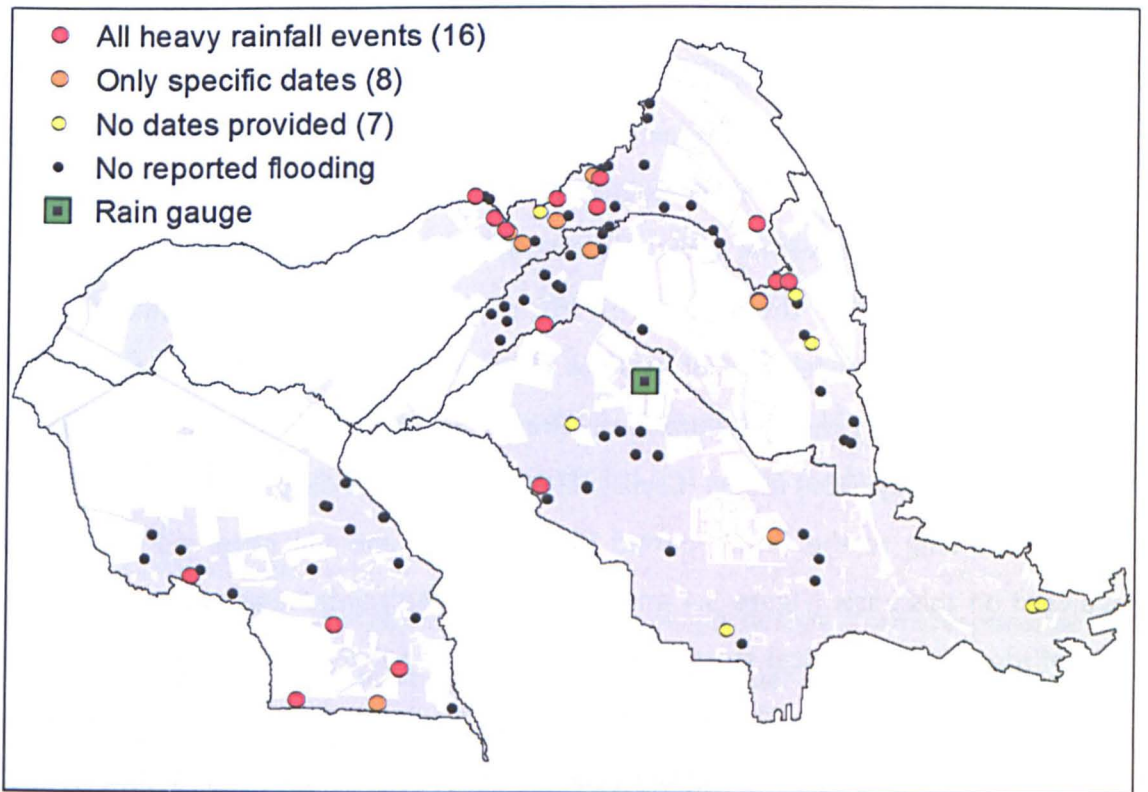 All heavy rainfall events (16)
Only specific dates (8)
No dates provided (7)
No reported flooding
Rain gauge